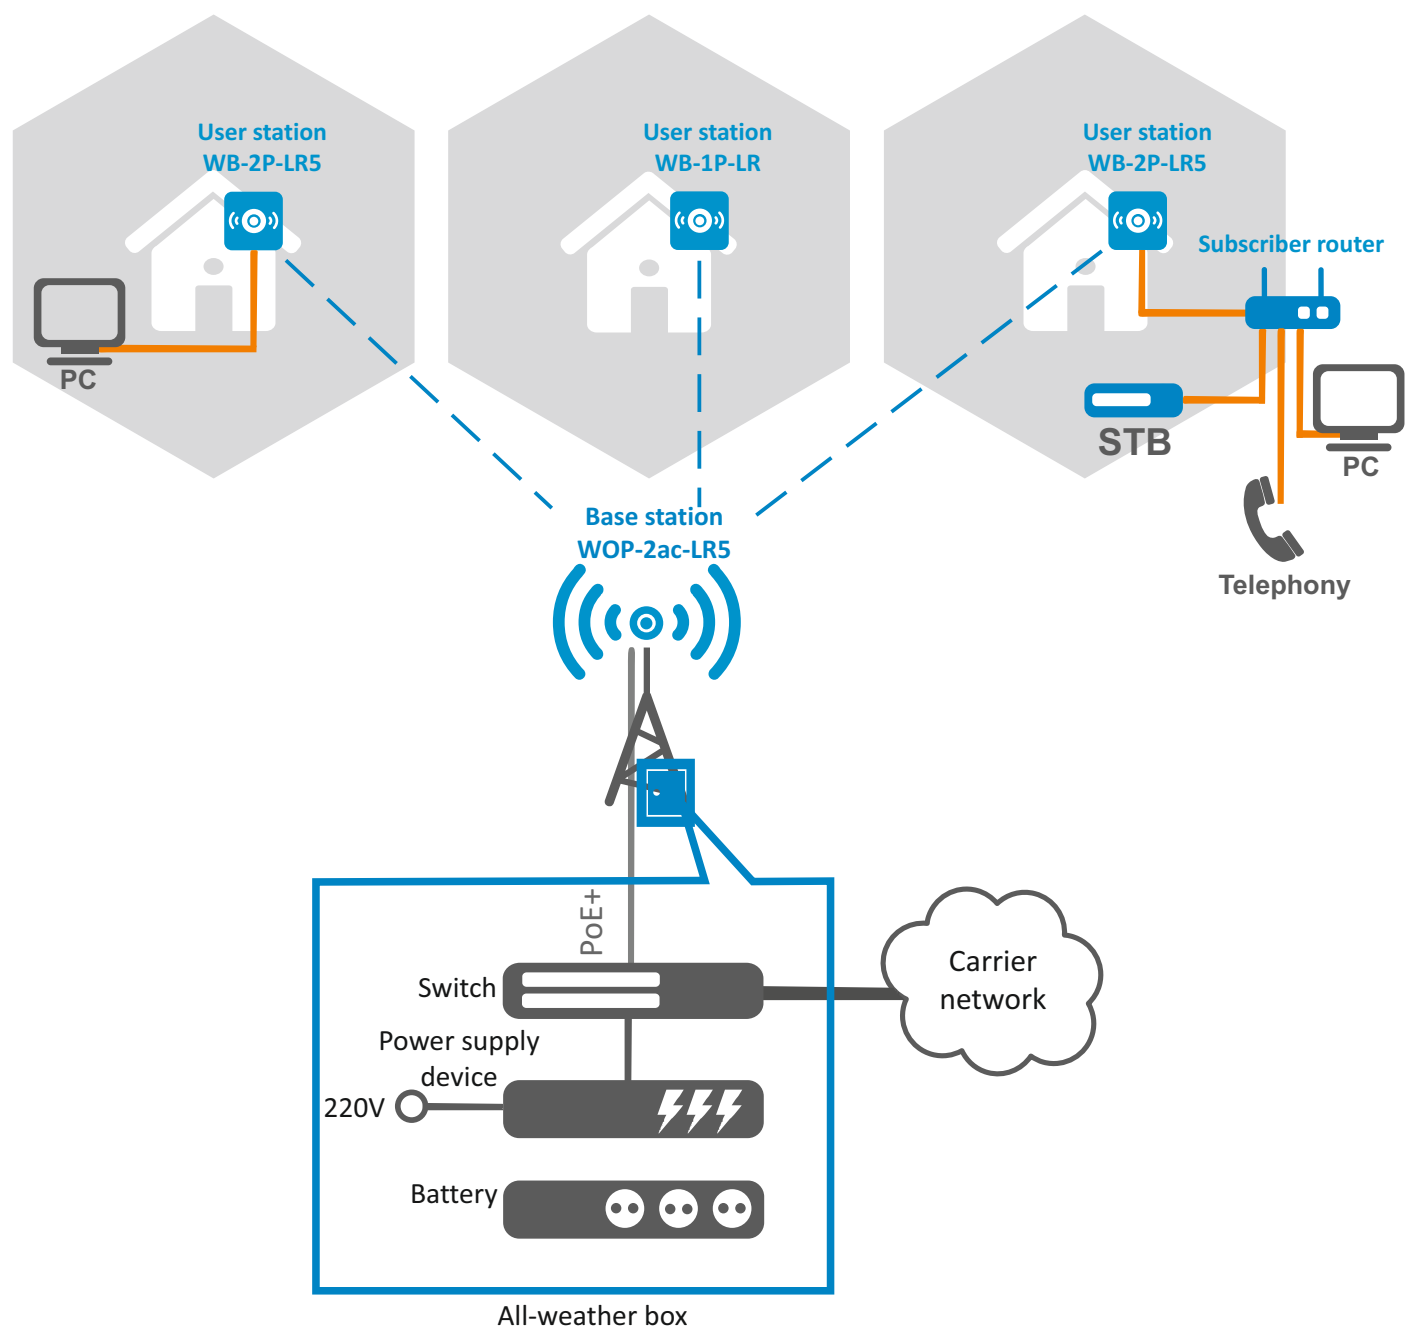 User station
WB-2P-LR5
User station
WB-1P-LR
User station
WB-2P-LR5
Subscriber router
PC
STB
PC
Telephony
Base station
WOP-2ac-LR5
PoE+
Switch
Carrier
network
Power supply
device
220V
Battery
All-weather box